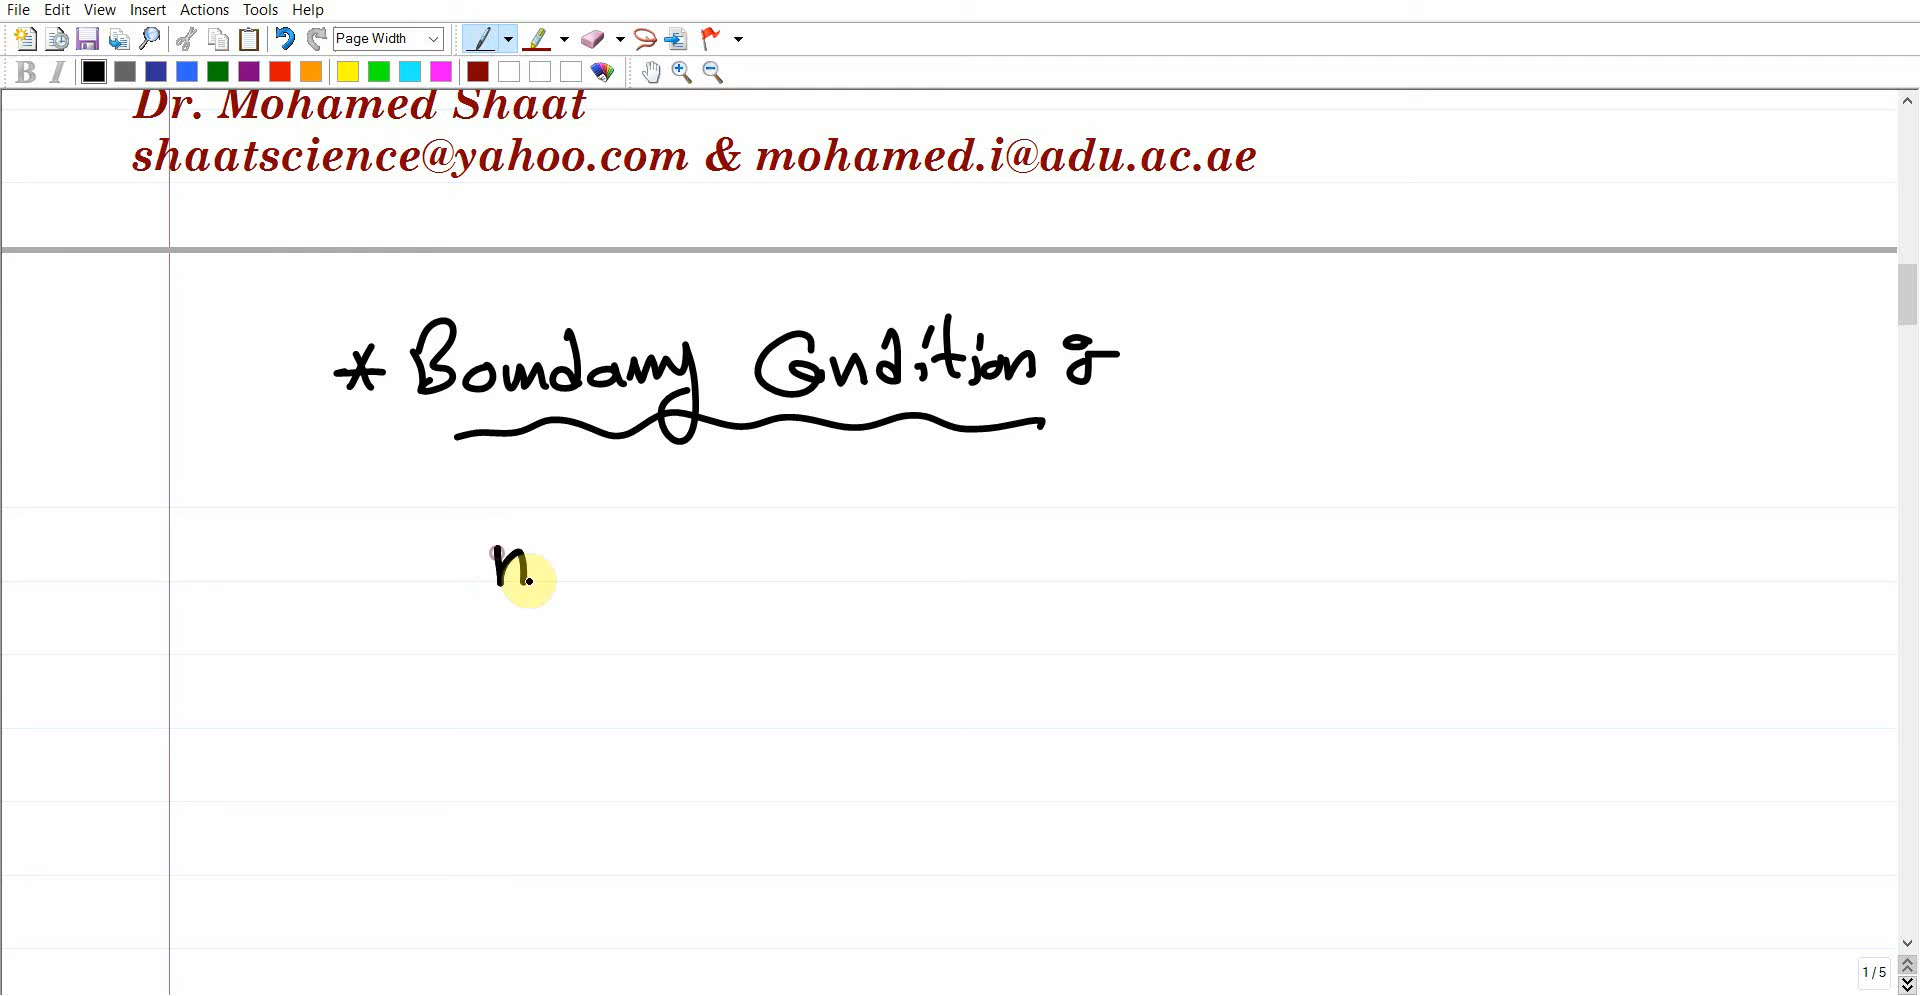 File Edit View Insert Actions Tools Help
Page Width
B I
Dr. Mohamed Shaat
shaatscience@yahoo.com & mohamed.i@adu.ac.ae
* Boundary Condition :-
n
1 / 5